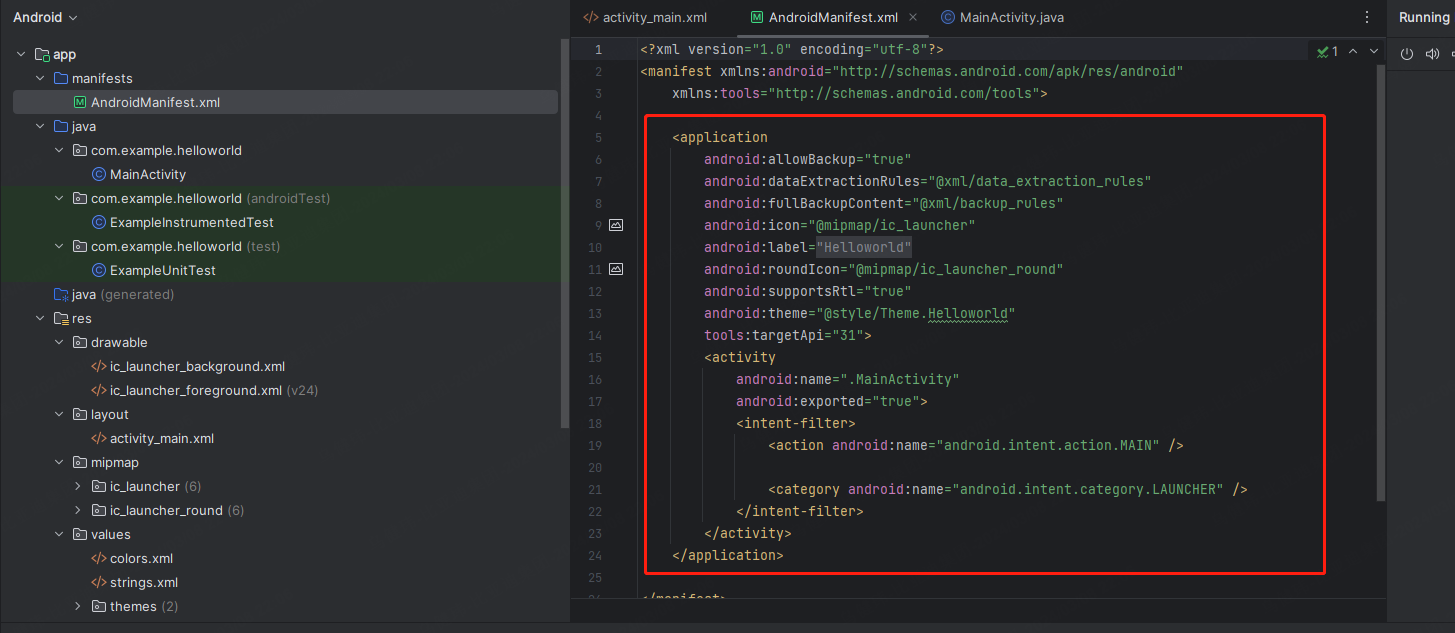 Android
activity_main.xml
AndroidManifest.xml
MainActivity.java
Running
app
manifests
AndroidManifest.xml
java
com.example.helloworld
MainActivity
com.example.helloworld (androidTest)
ExampleInstrumentedTest
com.example.helloworld (test)
ExampleUnitTest
java (generated)
res
drawable
ic_launcher_background.xml
ic_launcher_foreground.xml (v24)
layout
activity_main.xml
mipmap
ic_launcher (6)
ic_launcher_round (6)
values
colors.xml
strings.xml
themes (2)
1 <?xml version="1.0" encoding="utf-8"?>
1
2 <manifest xmlns:android="http://schemas.android.com/apk/res/android"
3 xmlns:tools="http://schemas.android.com/tools">
4
5 <application
6 android:allowBackup="true"
7 android:dataExtractionRules="@xml/data_extraction_rules"
8 android:fullBackupContent="@xml/backup_rules"
9 android:icon="@mipmap/ic_launcher"
10 android:label="Helloworld"
11 android:roundIcon="@mipmap/ic_launcher_round"
12 android:supportsRtl="true"
13 android:theme="@style/Theme.Helloworld"
14 tools:targetApi="31">
15 <activity
16 android:name=".MainActivity"
17 android:exported="true">
18 <intent-filter>
19 <action android:name="android.intent.action.MAIN" />
20
21 <category android:name="android.intent.category.LAUNCHER" />
22 </intent-filter>
23 </activity>
24 </application>
25
</manifest>